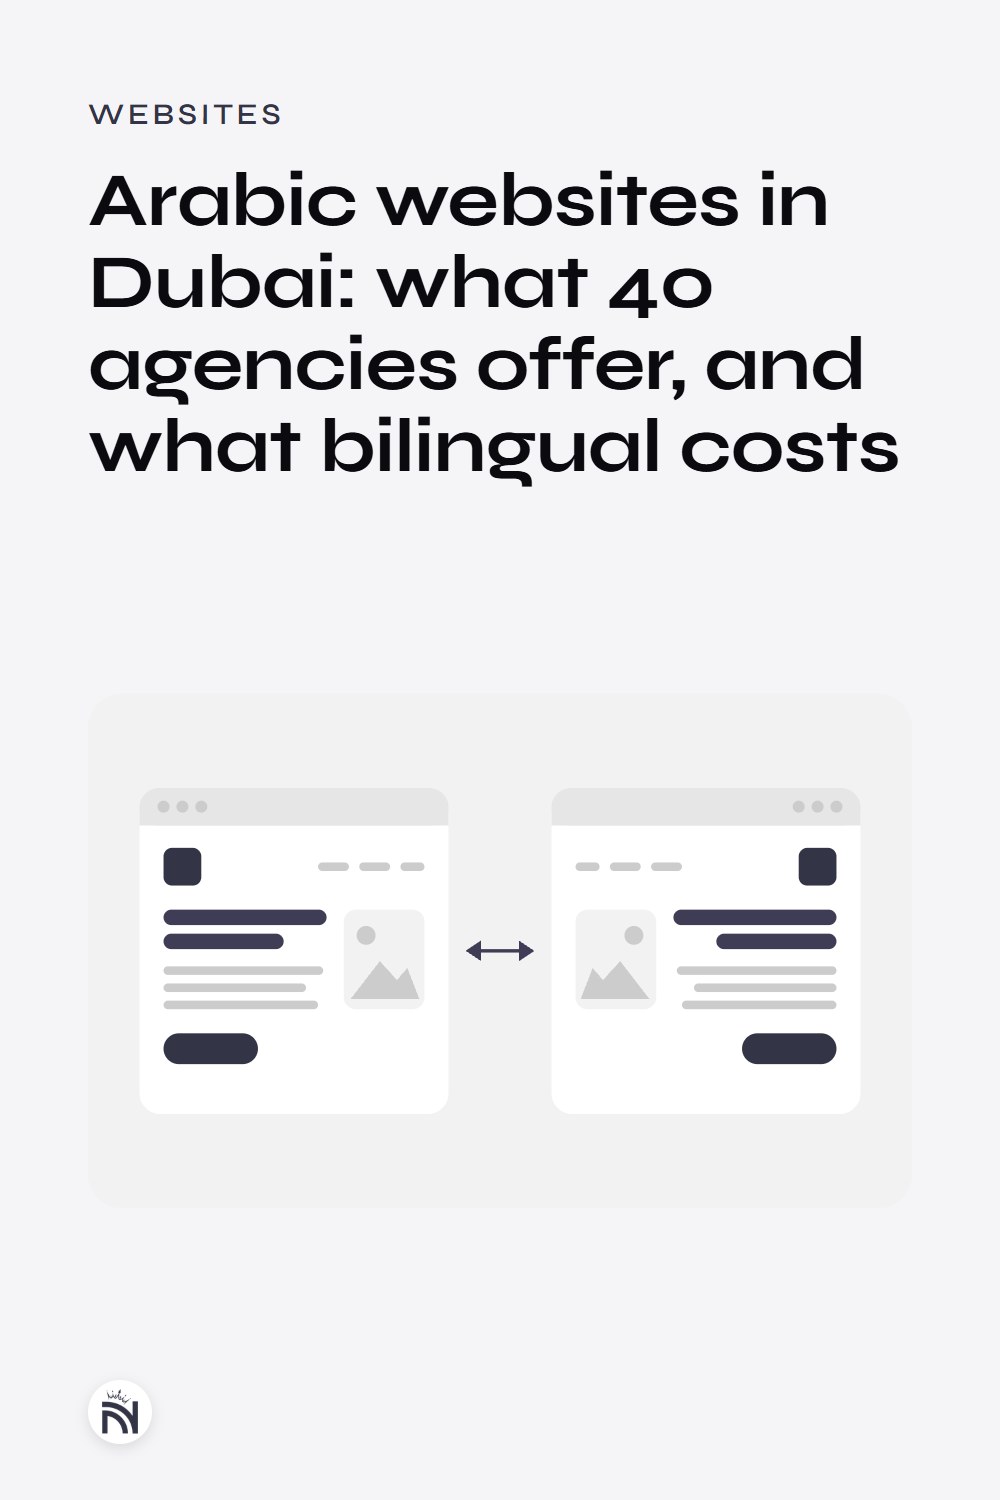 WEBSITES
Arabic websites in
Dubai: what 40
agencies offer, and
what bilingual costs